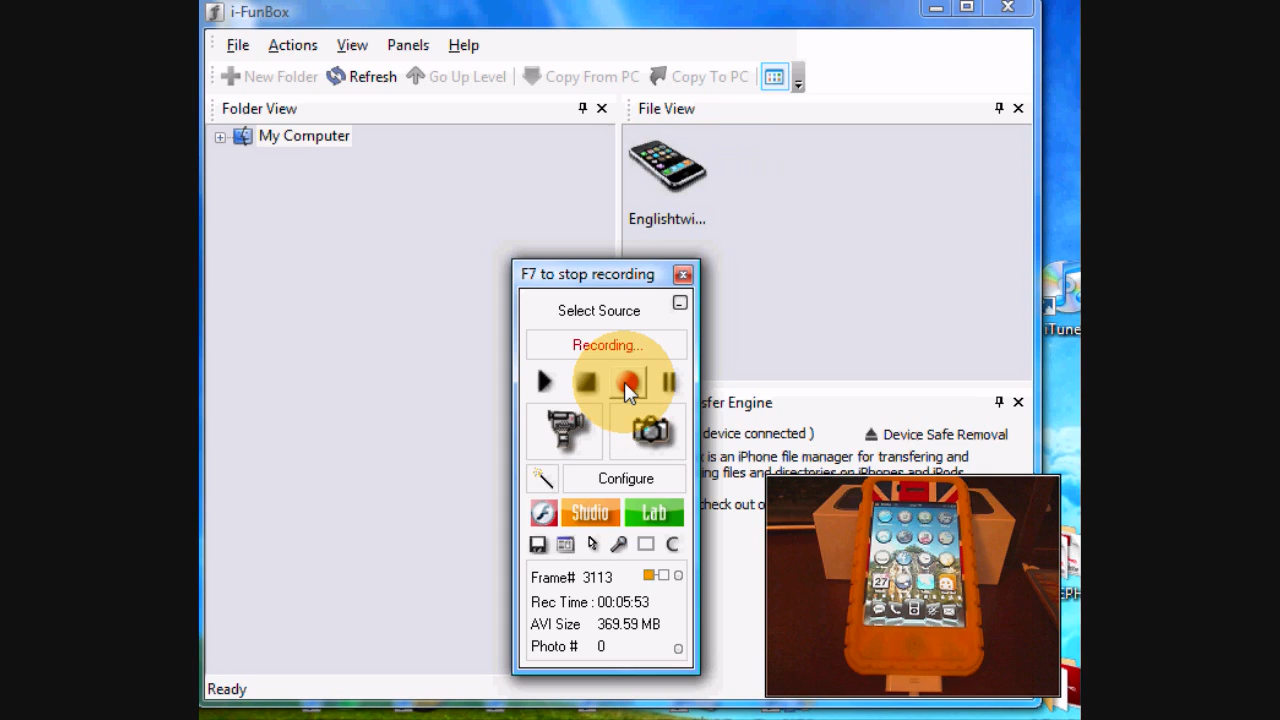 i-FunBox
File Actions View Panels Help
New Folder Refresh Go Up Level Copy From PC Copy To PC
Folder View
File View
My Computer
Englishtwi...
F7 to stop recording
Select Source
Recording...
sfer Engine
device connected )
Device Safe Removal
is an iPhone file manager for transfering and
ing files and directories on iPhones and iPods
check out o
Configure
Studio Lab
Frame# 3113
Rec Time : 00:05:53
AVI Size 369.59 MB
Photo # 0
27
iTune
Ready